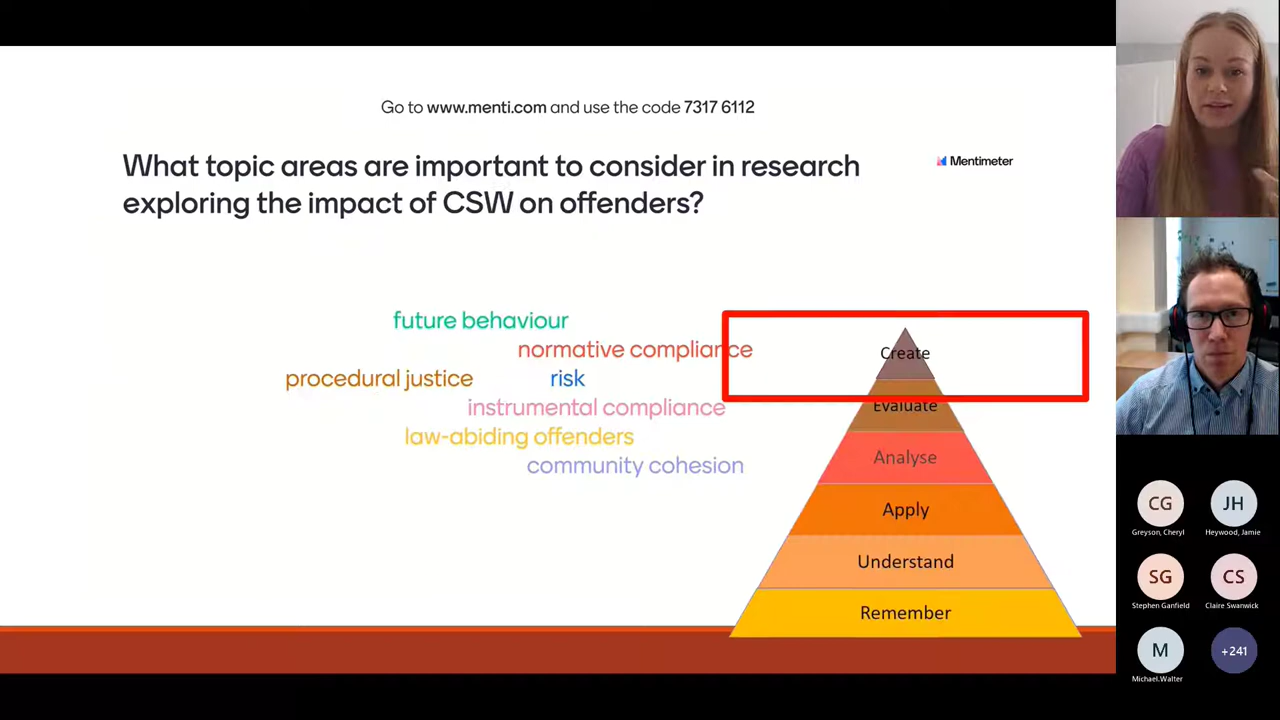 Go to www.menti.com and use the code 7317 6112
What topic areas are important to consider in research
exploring the impact of CSW on offenders?
Mentimeter
future behaviour
normative compliance
procedural justice
risk
instrumental compliance
law-abiding offenders
community cohesion
Create
Evaluate
Analyse
Apply
Understand
Remember
CG
JH
Greyson, Cheryl
Heywood, Jamie
SG
CS
Stephen Ganfield
Claire Swanwick
M
+241
Michael.Walter